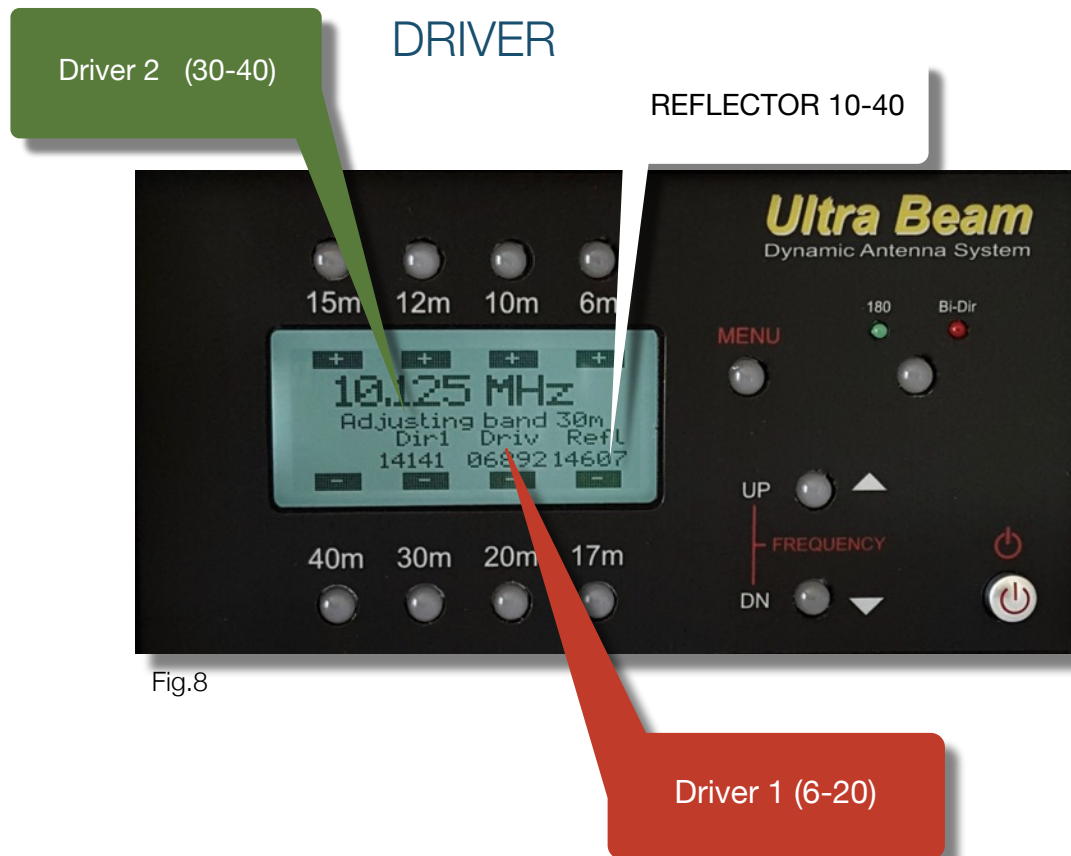 DRIVER
Driver 2 (30-40)
REFLECTOR 10-40
Ultra Beam
Dynamic Antenna System
15m 12m 10m 6m
180 Bi-Dir
MENU
+ + + +
10.125 MHz
Adjusting band 30m
Dir1 Driv Refl
14141 06892 14607
- - - -
UP
FREQUENCY
DN
40m 30m 20m 17m
Fig.8
Driver 1 (6-20)